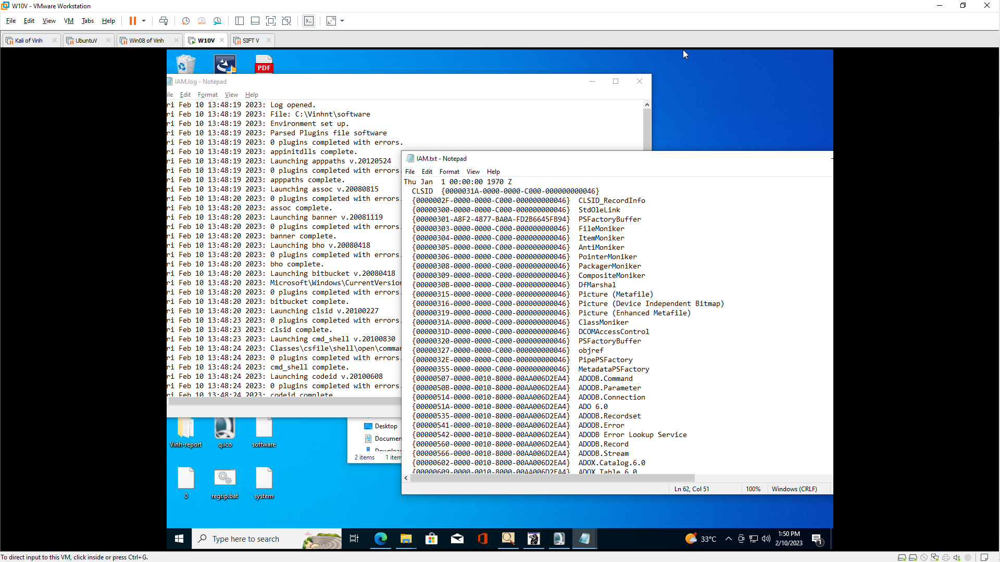 W10V - VMware Workstation
File Edit View VM Tabs Help
Kali of Vinh UbuntuV Win08 of Vinh W10V SIFT V
PDF
IAM.log - Notepad
ile Edit Format View Help
ri Feb 10 13:48:19 2023: Log opened.
ri Feb 10 13:48:19 2023: File: C:\Vinhnt\software
ri Feb 10 13:48:19 2023: Environment set up.
ri Feb 10 13:48:19 2023: Parsed Plugins file software
ri Feb 10 13:48:19 2023: 0 plugins completed with errors.
ri Feb 10 13:48:19 2023: appinitdlls complete.
ri Feb 10 13:48:19 2023: Launching apppaths v.20120524
ri Feb 10 13:48:19 2023: 0 plugins completed with errors.
ri Feb 10 13:48:19 2023: apppaths complete.
ri Feb 10 13:48:19 2023: Launching assoc v.20080815
ri Feb 10 13:48:20 2023: 0 plugins completed with errors.
ri Feb 10 13:48:20 2023: assoc complete.
ri Feb 10 13:48:20 2023: Launching banner v.20081119
ri Feb 10 13:48:20 2023: 0 plugins completed with errors.
ri Feb 10 13:48:20 2023: banner complete.
ri Feb 10 13:48:20 2023: Launching bho v.20080418
ri Feb 10 13:48:20 2023: 0 plugins completed with errors.
ri Feb 10 13:48:20 2023: bho complete.
ri Feb 10 13:48:20 2023: Launching bitbucket v.20080418
ri Feb 10 13:48:20 2023: Microsoft\Windows\CurrentVersion
ri Feb 10 13:48:20 2023: 0 plugins completed with errors.
ri Feb 10 13:48:20 2023: bitbucket complete.
ri Feb 10 13:48:20 2023: Launching clsid v.20100227
ri Feb 10 13:48:23 2023: 0 plugins completed with errors.
ri Feb 10 13:48:23 2023: clsid complete.
ri Feb 10 13:48:23 2023: Launching cmd_shell v.20100830
ri Feb 10 13:48:24 2023: Classes\csfile\shell\open\comman
ri Feb 10 13:48:24 2023: 0 plugins completed with errors.
ri Feb 10 13:48:24 2023: cmd_shell complete.
ri Feb 10 13:48:24 2023: Launching codeid v.20100608
ri Feb 10 13:48:24 2023: 0 plugins completed with errors.
ri Feb 10 13:48:24 2023: codeid complete
IAM.txt - Notepad
File Edit Format View Help
Thu Jan  1 00:00:00 1970 Z
CLSID {0000031A-0000-0000-C000-000000000046}
{0000002F-0000-0000-C000-000000000046} CLSID_RecordInfo
{00000300-0000-0000-C000-000000000046} StdOleLink
{00000301-A8F2-4877-BA0A-FD2B6645FB94} PSFactoryBuffer
{00000303-0000-0000-C000-000000000046} FileMoniker
{00000304-0000-0000-C000-000000000046} ItemMoniker
{00000305-0000-0000-C000-000000000046} AntiMoniker
{00000306-0000-0000-C000-000000000046} PointerMoniker
{00000308-0000-0000-C000-000000000046} PackagerMoniker
{00000309-0000-0000-C000-000000000046} CompositeMoniker
{0000030B-0000-0000-C000-000000000046} DfMarshal
{00000315-0000-0000-C000-000000000046} Picture (Metafile)
{00000316-0000-0000-C000-000000000046} Picture (Device Independent Bitmap)
{00000319-0000-0000-C000-000000000046} Picture (Enhanced Metafile)
{0000031A-0000-0000-C000-000000000046} ClassMoniker
{0000031D-0000-0000-C000-000000000046} DCOMAccessControl
{00000320-0000-0000-C000-000000000046} PSFactoryBuffer
{00000327-0000-0000-C000-000000000046} objref
{0000032E-0000-0000-C000-000000000046} PipePSFactory
{00000355-0000-0000-C000-000000000046} MetadataPSFactory
{00000507-0000-0010-8000-00AA006D2EA4} ADODB.Command
{0000050B-0000-0010-8000-00AA006D2EA4} ADODB.Parameter
{00000514-0000-0010-8000-00AA006D2EA4} ADODB.Connection
{0000051A-0000-0010-8000-00AA006D2EA4} ADO 6.0
{00000535-0000-0010-8000-00AA006D2EA4} ADODB.Recordset
{00000541-0000-0010-8000-00AA006D2EA4} ADODB.Error
{00000542-0000-0010-8000-00AA006D2EA4} ADODB Error Lookup Service
{00000560-0000-0010-8000-00AA006D2EA4} ADODB.Record
{00000566-0000-0010-8000-00AA006D2EA4} ADODB.Stream
{00000602-0000-0010-8000-00AA006D2EA4} ADOX.Catalog.6.0
{00000609-0000-0010-8000-00AA006D2EA4} ADOX.Table.6.0
Ln 62, Col 51 100% Windows (CRLF)
Desktop
Documen
Downloa
2 items 1 item
Vinh-report q.ico software
0 regrip.bat system
Type here to search
33°C
1:50 PM
2/10/2023
1
To direct input to this VM, click inside or press Ctrl+G.